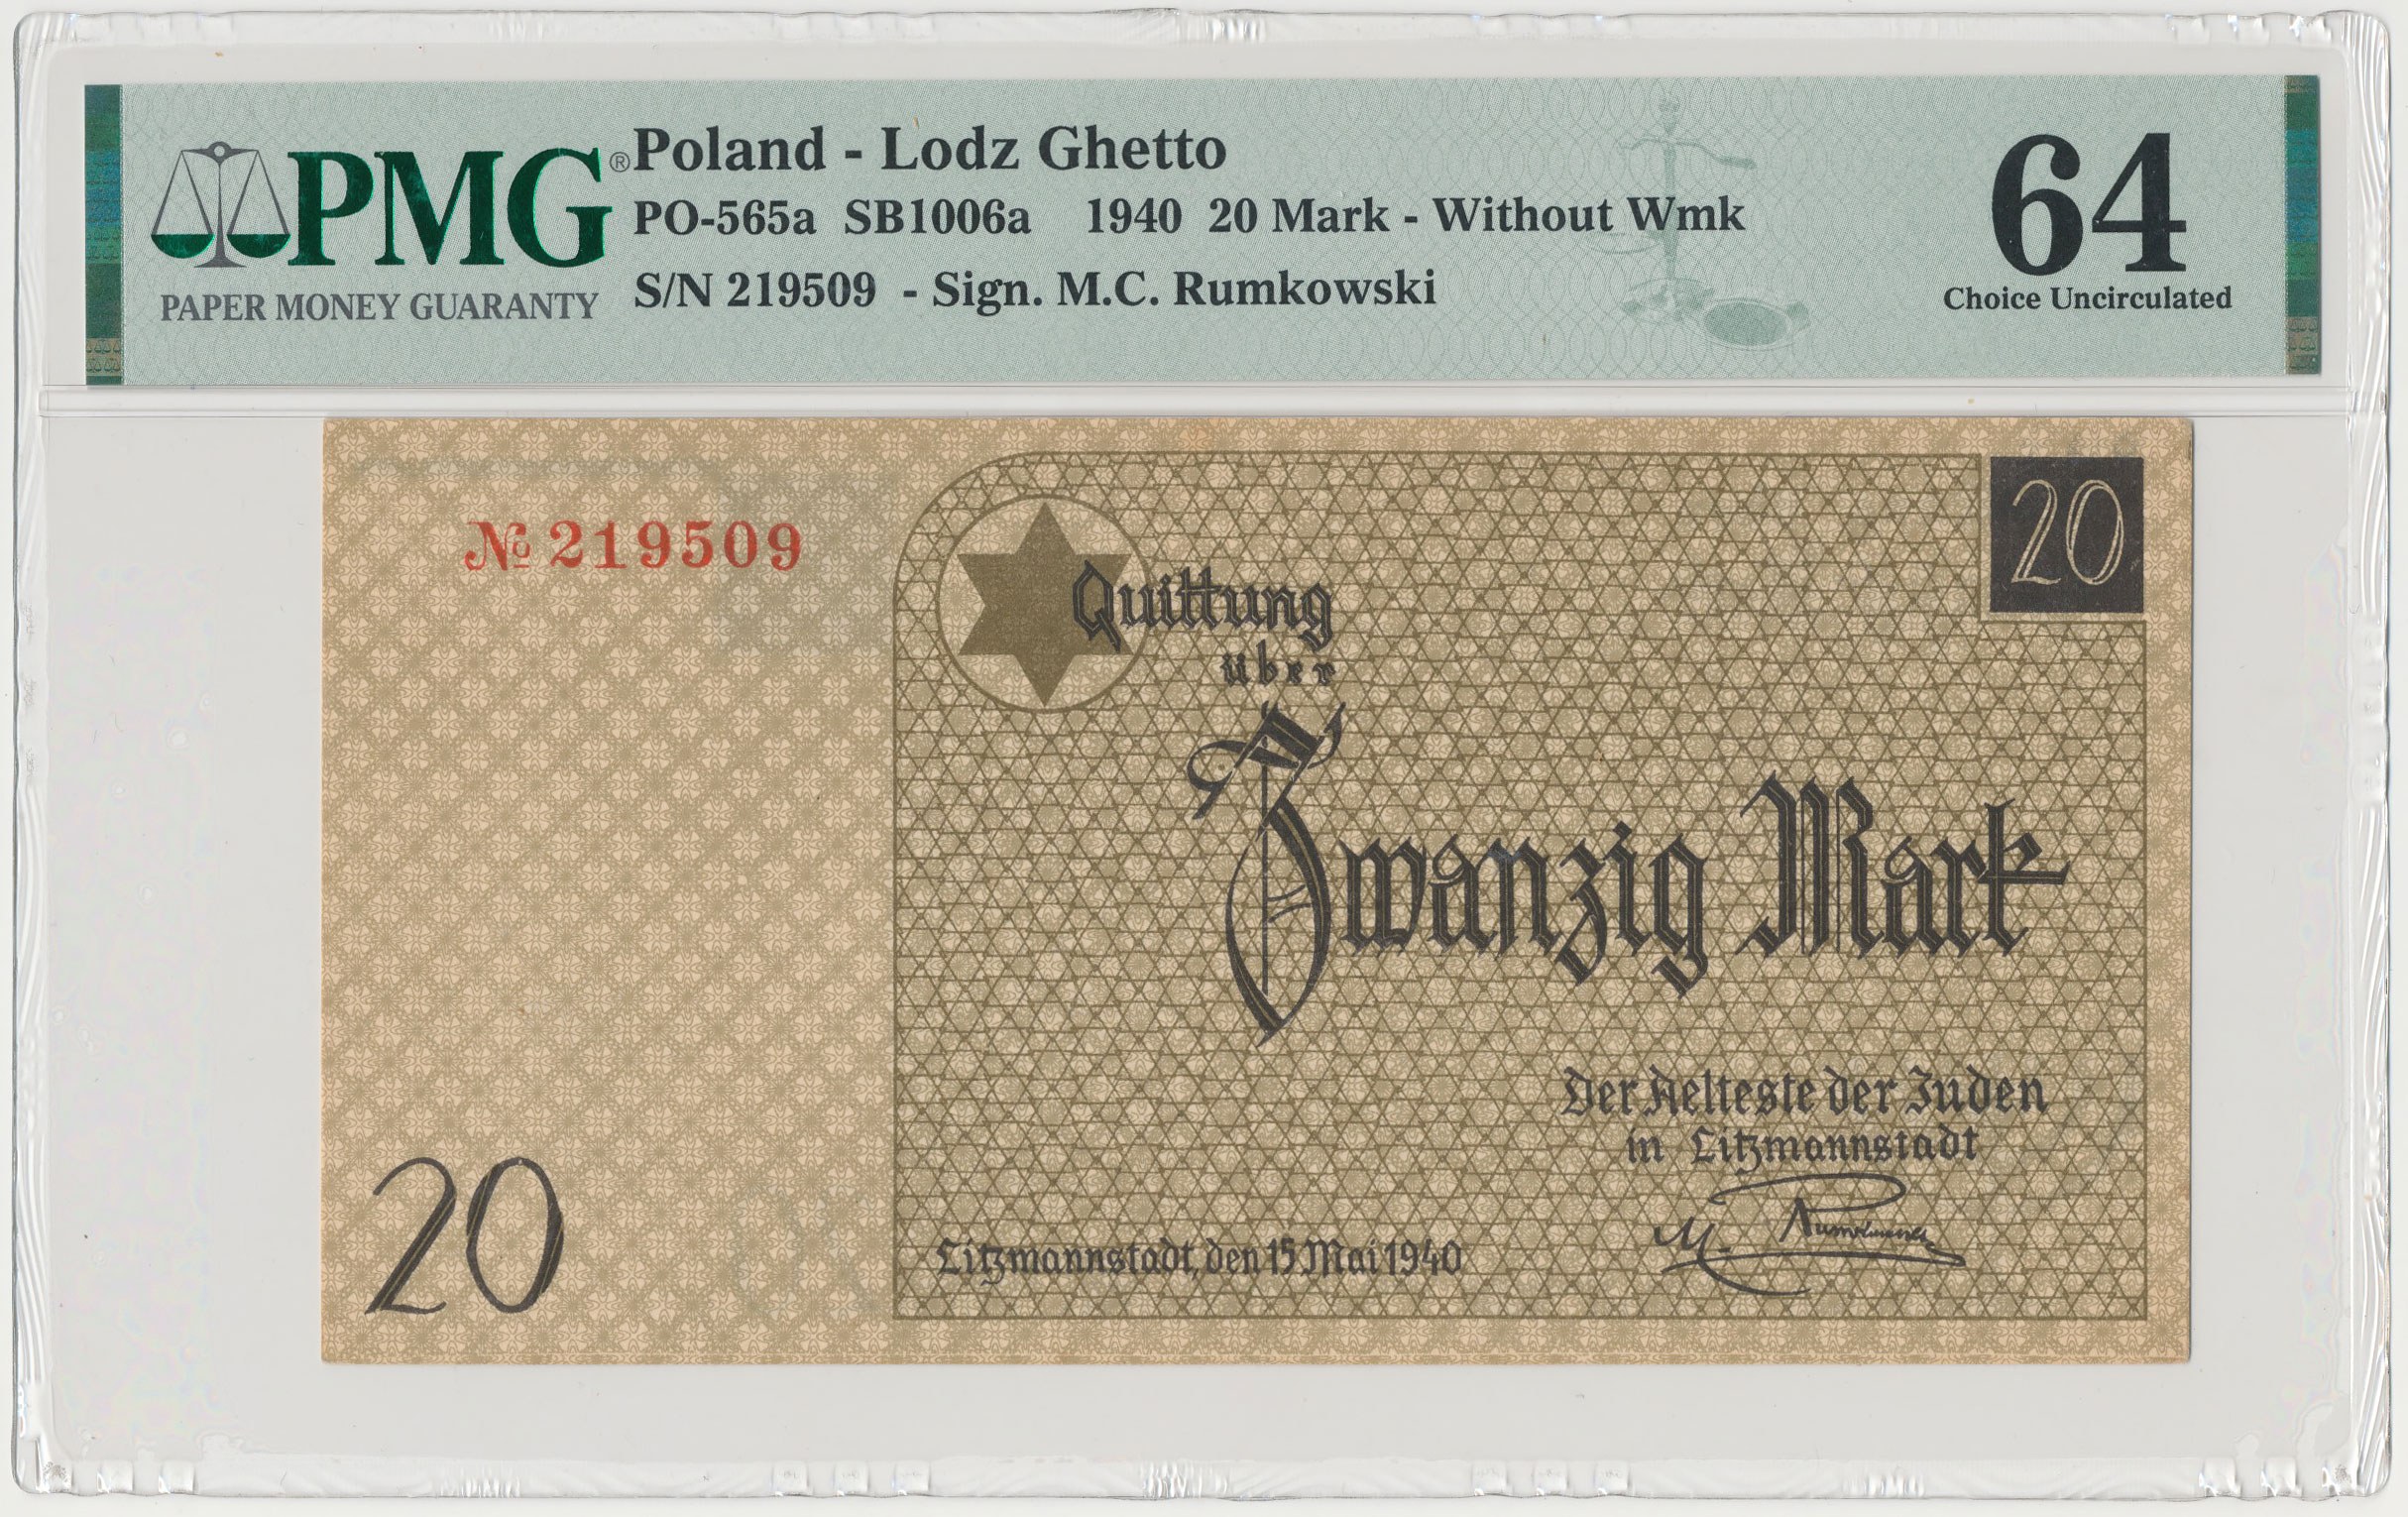 PMG®
PAPER MONEY GUARANTY
Poland - Lodz Ghetto
PO-565a SB1006a 1940 20 Mark - Without Wmk
S/N 219509 - Sign. M.C. Rumkowski
64
Choice Uncirculated
№ 219509
20
Quittung
über
Zwanzig Mark
Der Aelteste der Juden
in Litzmannstadt
M. Rumkowski
Litzmannstadt, den 15 Mai 1940
20